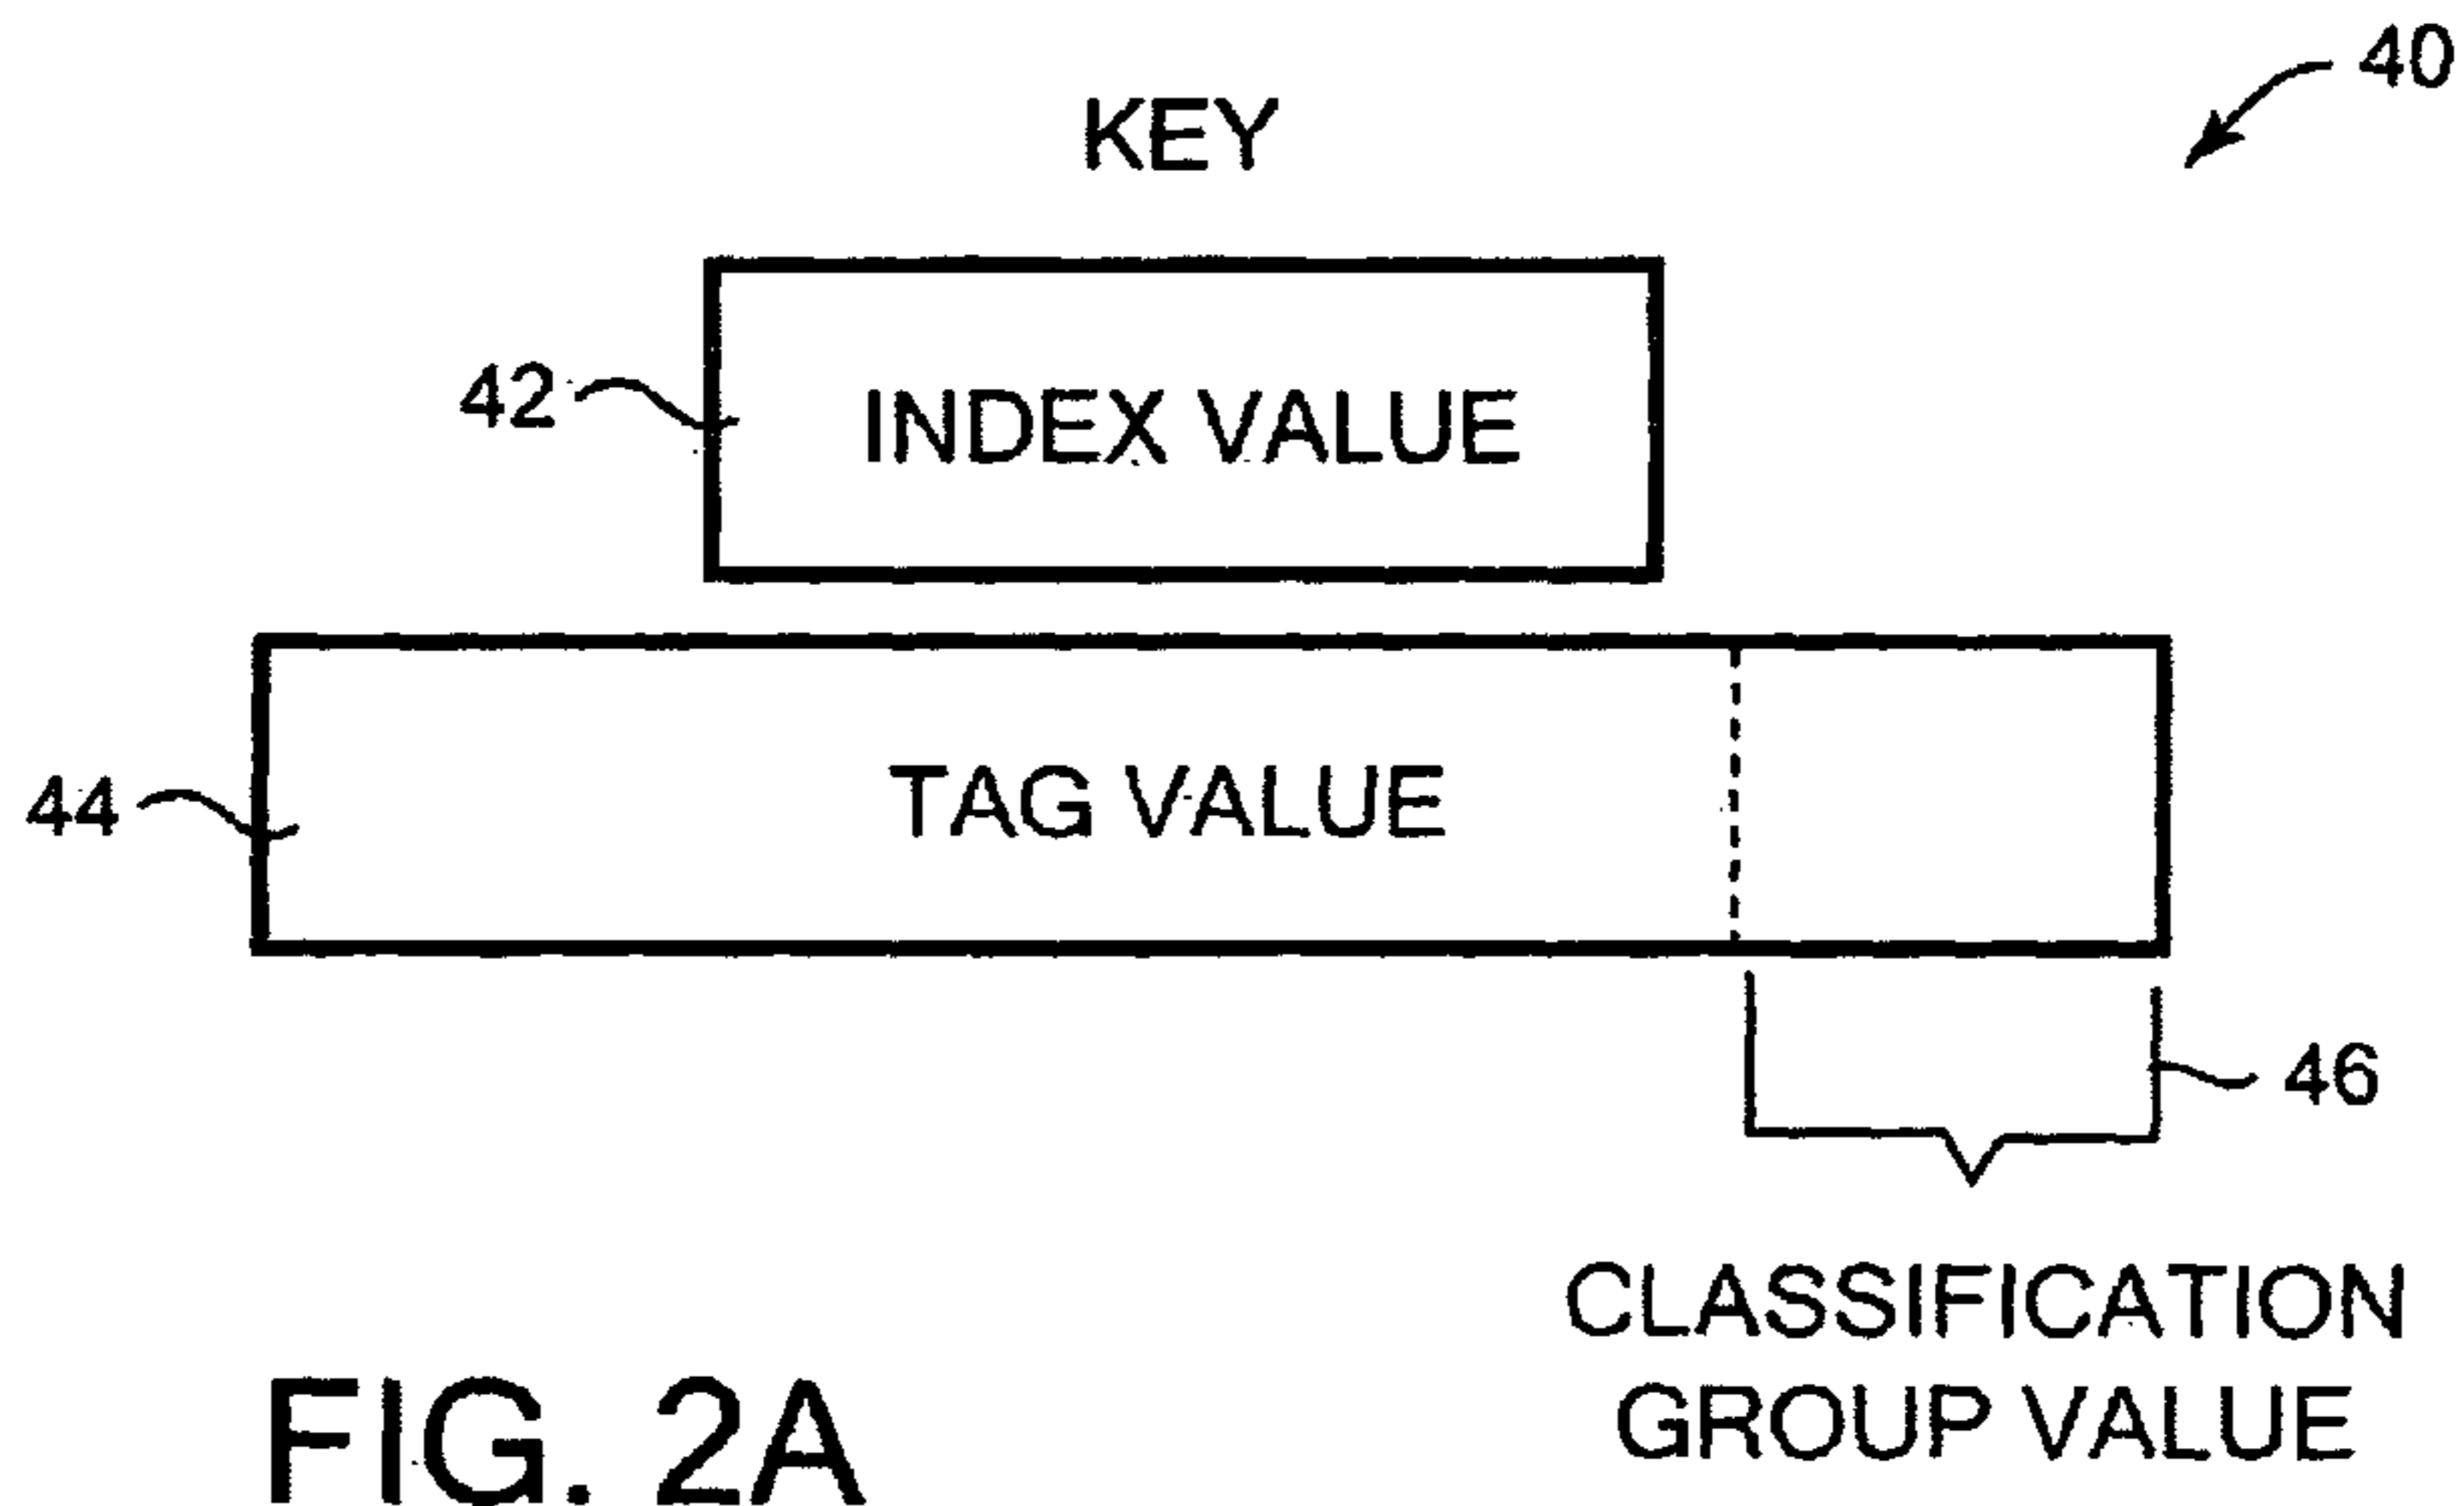 40
KEY
42
INDEX VALUE
44
TAG VALUE
46
CLASSIFICATION
GROUP VALUE
FIG. 2A